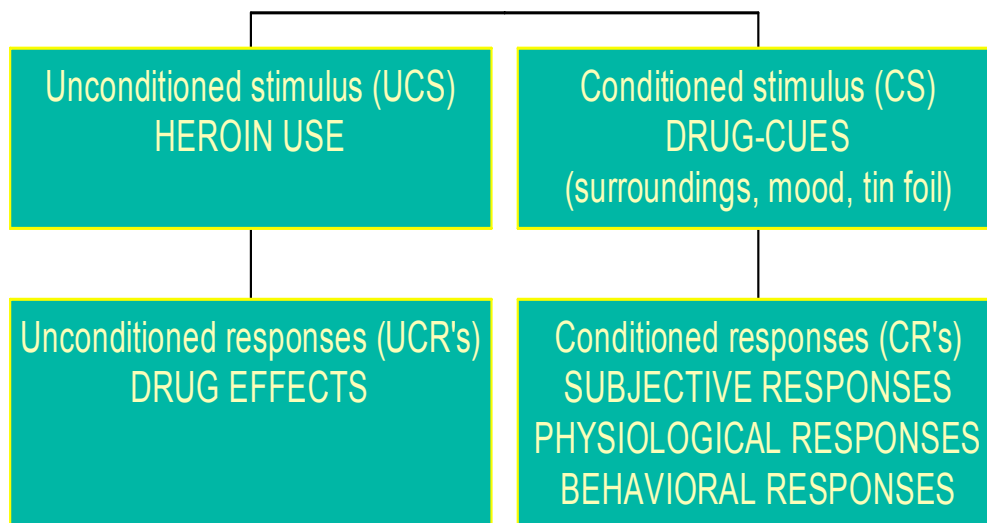 Unconditioned stimulus (UCS)
HEROIN USE
Conditioned stimulus (CS)
DRUG-CUES
(surroundings, mood, tin foil)
Unconditioned responses (UCR's)
DRUG EFFECTS
Conditioned responses (CR's)
SUBJECTIVE RESPONSES
PHYSIOLOGICAL RESPONSES
BEHAVIORAL RESPONSES